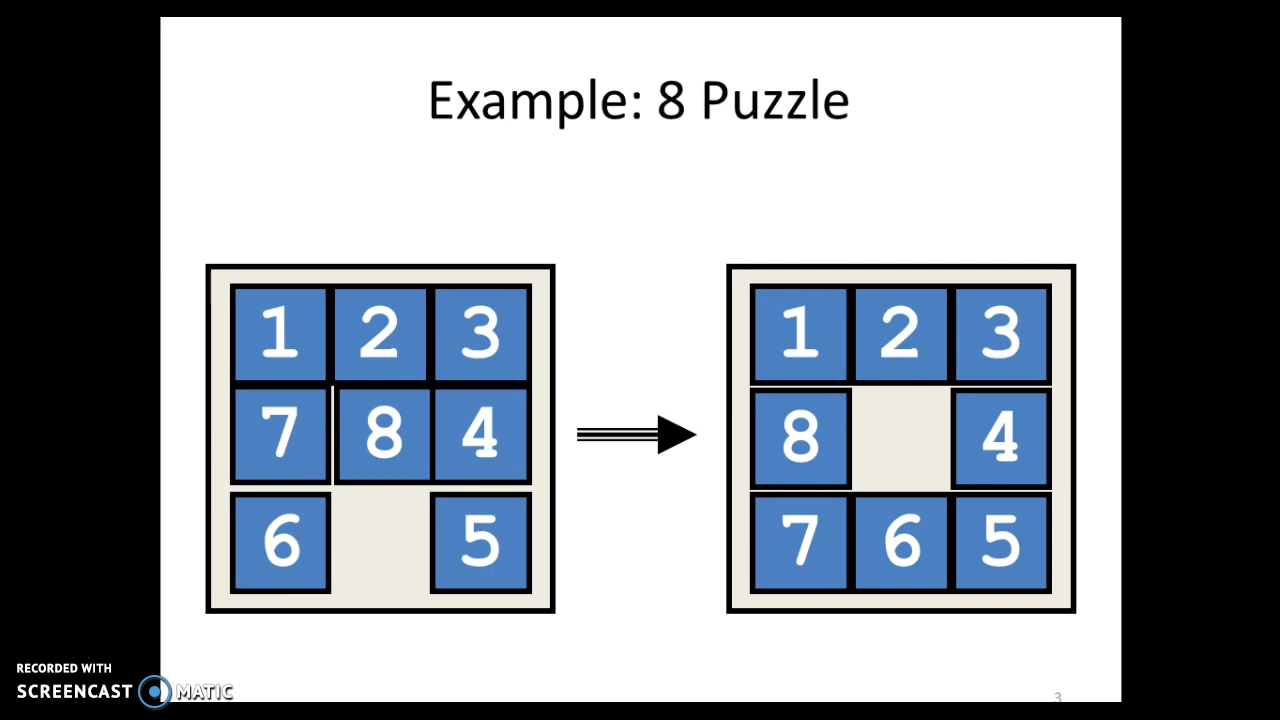 Example: 8 Puzzle
1 2 3
7 8 4
6 5
1 2 3
8 4
7 6 5
RECORDED WITH
SCREENCAST MATIC
3